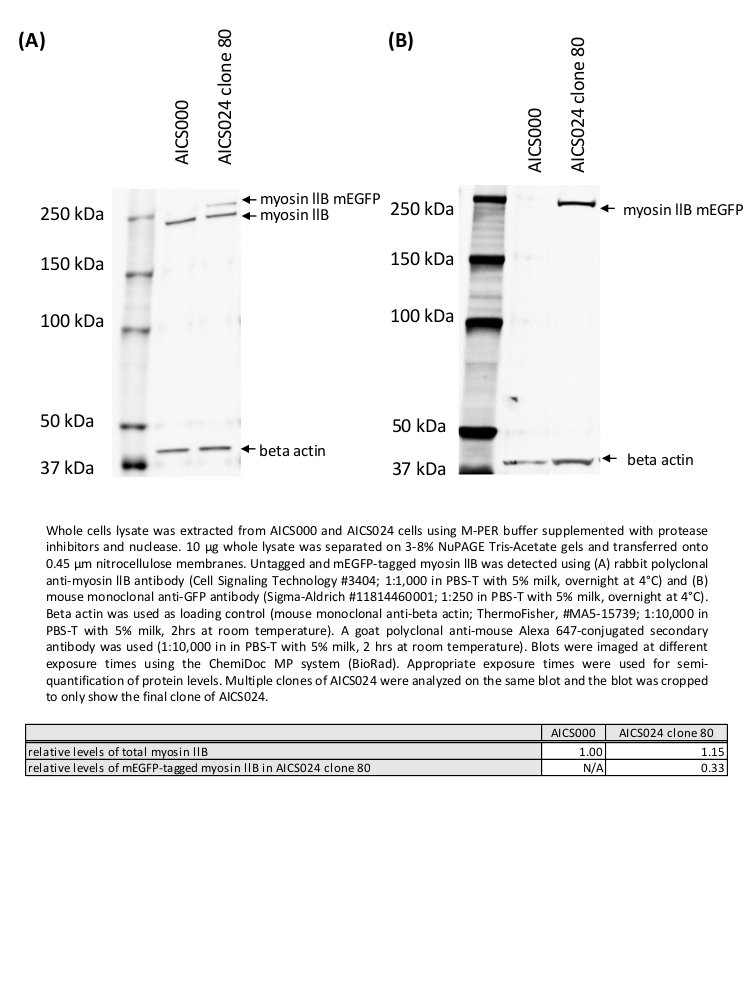 (A)
AICS000
AICS024 clone 80
250 kDa
150 kDa
100 kDa
50 kDa
37 kDa
myosin llB mEGFP
myosin llB
beta actin
(B)
AICS000
AICS024 clone 80
250 kDa
150 kDa
100 kDa
50 kDa
37 kDa
myosin llB mEGFP
beta actin
Whole cells lysate was extracted from AICS000 and AICS024 cells using M-PER buffer supplemented with protease
inhibitors and nuclease. 10 µg whole lysate was separated on 3-8% NuPAGE Tris-Acetate gels and transferred onto
0.45 µm nitrocellulose membranes. Untagged and mEGFP-tagged myosin llB was detected using (A) rabbit polyclonal
anti-myosin llB antibody (Cell Signaling Technology #3404; 1:1,000 in PBS-T with 5% milk, overnight at 4°C) and (B)
mouse monoclonal anti-GFP antibody (Sigma-Aldrich #11814460001; 1:250 in PBS-T with 5% milk, overnight at 4°C).
Beta actin was used as loading control (mouse monoclonal anti-beta actin; ThermoFisher, #MA5-15739; 1:10,000 in
PBS-T with 5% milk, 2hrs at room temperature). A goat polyclonal anti-mouse Alexa 647-conjugated secondary
antibody was used (1:10,000 in in PBS-T with 5% milk, 2 hrs at room temperature). Blots were imaged at different
exposure times using the ChemiDoc MP system (BioRad). Appropriate exposure times were used for semi-
quantification of protein levels. Multiple clones of AICS024 were analyzed on the same blot and the blot was cropped
to only show the final clone of AICS024.
AICS000 AICS024 clone 80
relative levels of total myosin llB 1.00 1.15
relative levels of mEGFP-tagged myosin llB in AICS024 clone 80 N/A 0.33